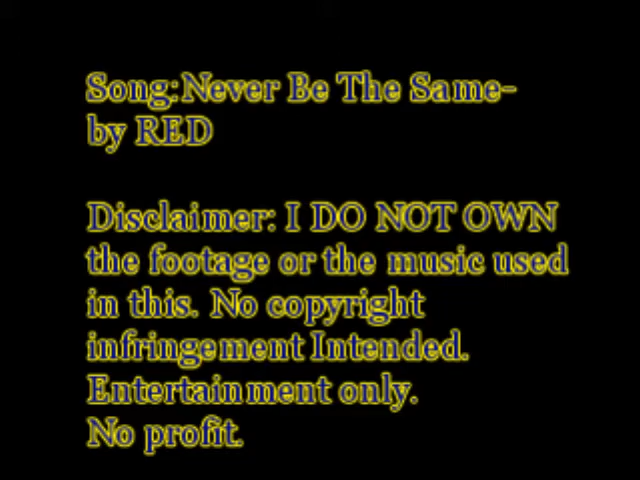 Song:Never Be The Same-
by RED
Disclaimer: I DO NOT OWN
the footage or the music used
in this. No copyright
infringement Intended.
Entertainment only.
No profit.